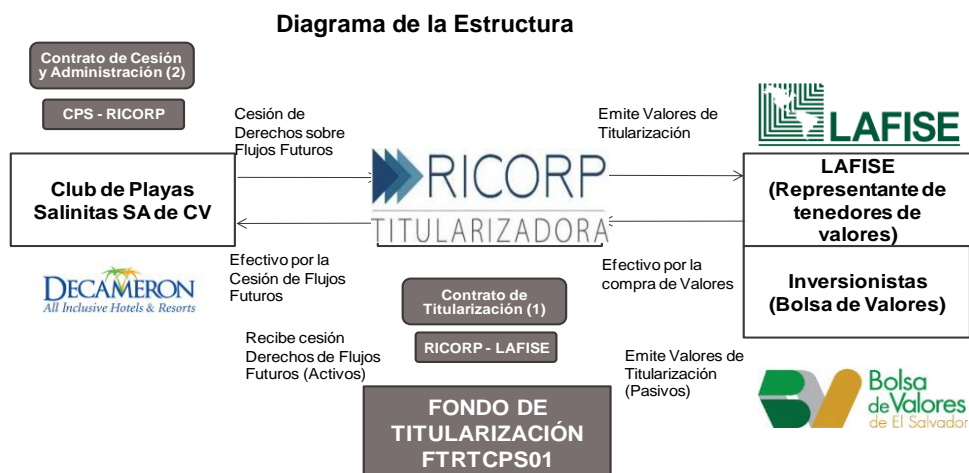 Diagrama de la Estructura
Contrato de Cesión
y Administración (2)
CPS - RICORP
Cesión de
Derechos sobre
Flujos Futuros
Emite Valores de
Titularización
LAFISE
Club de Playas
Salinitas SA de CV
RICORP
TITULARIZADORA
LAFISE
(Representante de
tenedores de
valores)
DECAMERON
All Inclusive Hotels & Resorts
Efectivo por la
Cesión de Flujos
Futuros
Contrato de
Titularización (1)
RICORP - LAFISE
Efectivo por la
compra de Valores
Inversionistas
(Bolsa de Valores)
Recibe cesión
Derechos de Flujos
Futuros (Activos)
Emite Valores de
Titularización
(Pasivos)
FONDO DE
TITULARIZACIÓN
FTRTCPS01
Bolsa
de Valores
de El Salvador